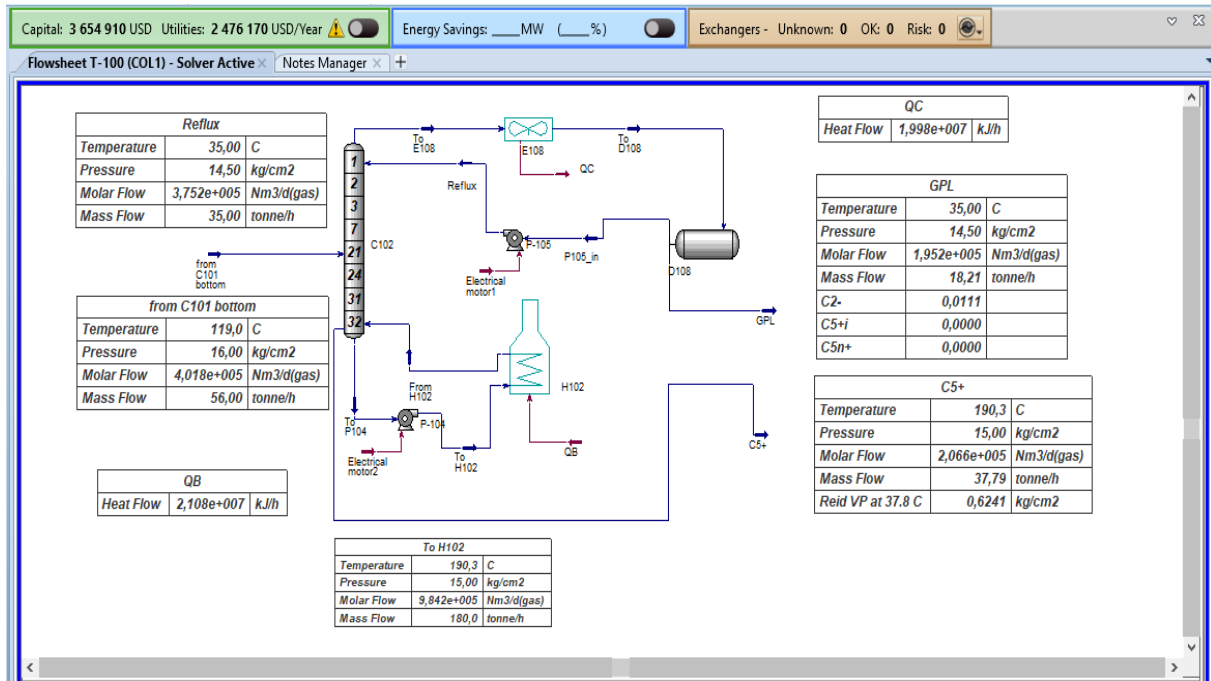 Capital: 3 654 910 USD Utilities: 2 476 170 USD/Year
Energy Savings: ____MW (____%)
Exchangers - Unknown: 0 OK: 0 Risk: 0
Flowsheet T-100 (COL1) - Solver Active
Notes Manager
Reflux
Temperature 35,00 C
Pressure 14,50 kg/cm2
Molar Flow 3,752e+005 Nm3/d(gas)
Mass Flow 35,00 tonne/h
from C101 bottom
Temperature 119,0 C
Pressure 16,00 kg/cm2
Molar Flow 4,018e+005 Nm3/d(gas)
Mass Flow 56,00 tonne/h
QB
Heat Flow 2,108e+007 kJ/h
To H102
Temperature 190,3 C
Pressure 15,00 kg/cm2
Molar Flow 9,842e+005 Nm3/d(gas)
Mass Flow 180,0 tonne/h
from
C101
bottom
1
2
3
7
21
24
31
32
C102
To
E108
E108
QC
To
D108
Reflux
P-105
P105_in
D108
Electrical
motor1
GPL
From
H102
H102
To
P104
P-104
Electrical
motor2
To
H102
QB
C5+
QC
Heat Flow 1,998e+007 kJ/h
GPL
Temperature 35,00 C
Pressure 14,50 kg/cm2
Molar Flow 1,952e+005 Nm3/d(gas)
Mass Flow 18,21 tonne/h
C2- 0,0111
C5+i 0,0000
C5n+ 0,0000
C5+
Temperature 190,3 C
Pressure 15,00 kg/cm2
Molar Flow 2,066e+005 Nm3/d(gas)
Mass Flow 37,79 tonne/h
Reid VP at 37.8 C 0,6241 kg/cm2